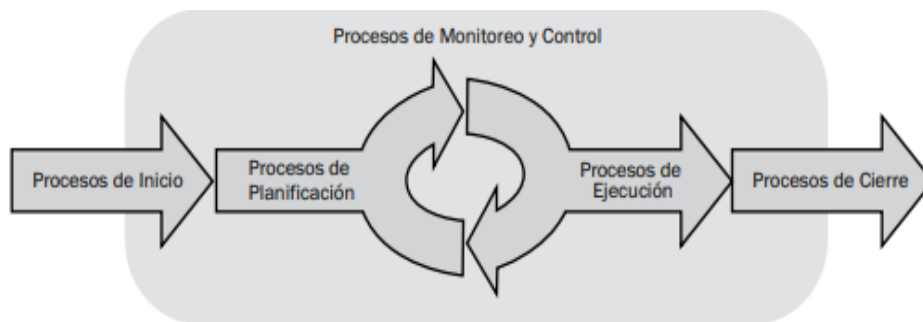 Procesos de Monitoreo y Control
Procesos de Inicio
Procesos de
Planificación
Procesos de
Ejecución
Procesos de Cierre